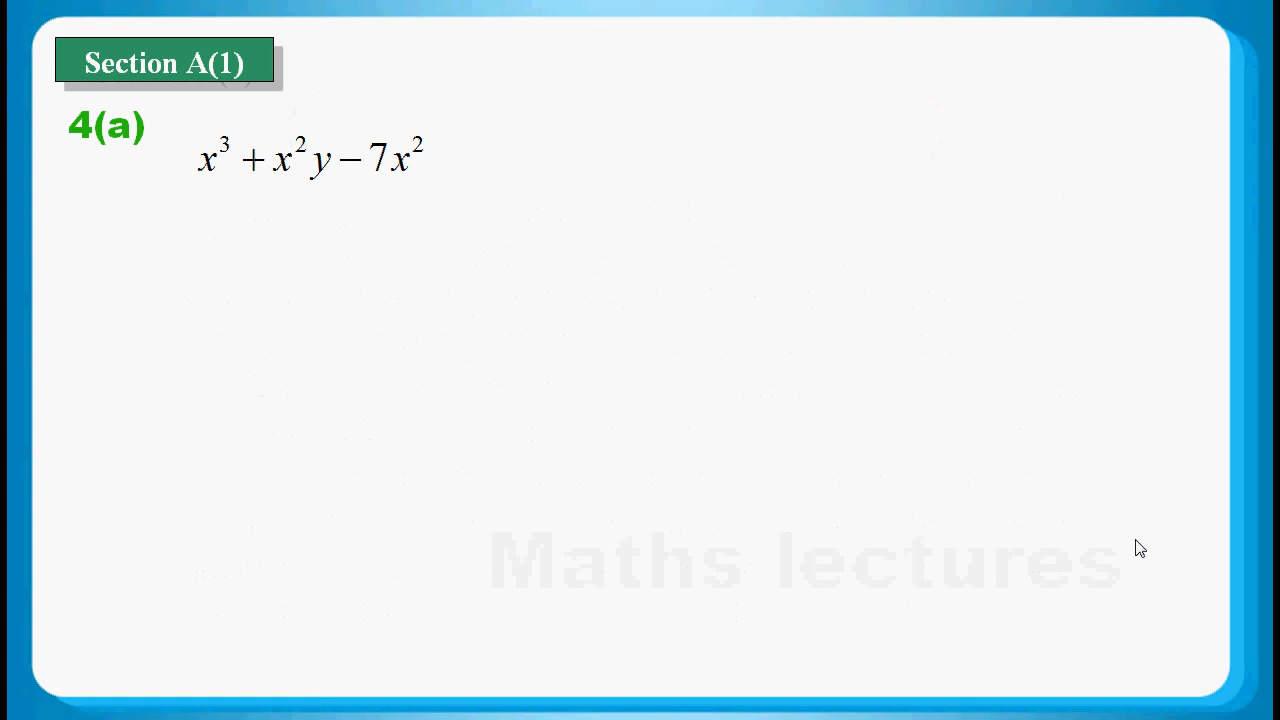 Section A(1)
4(a)
x³ + x²y − 7x²
Maths lectures